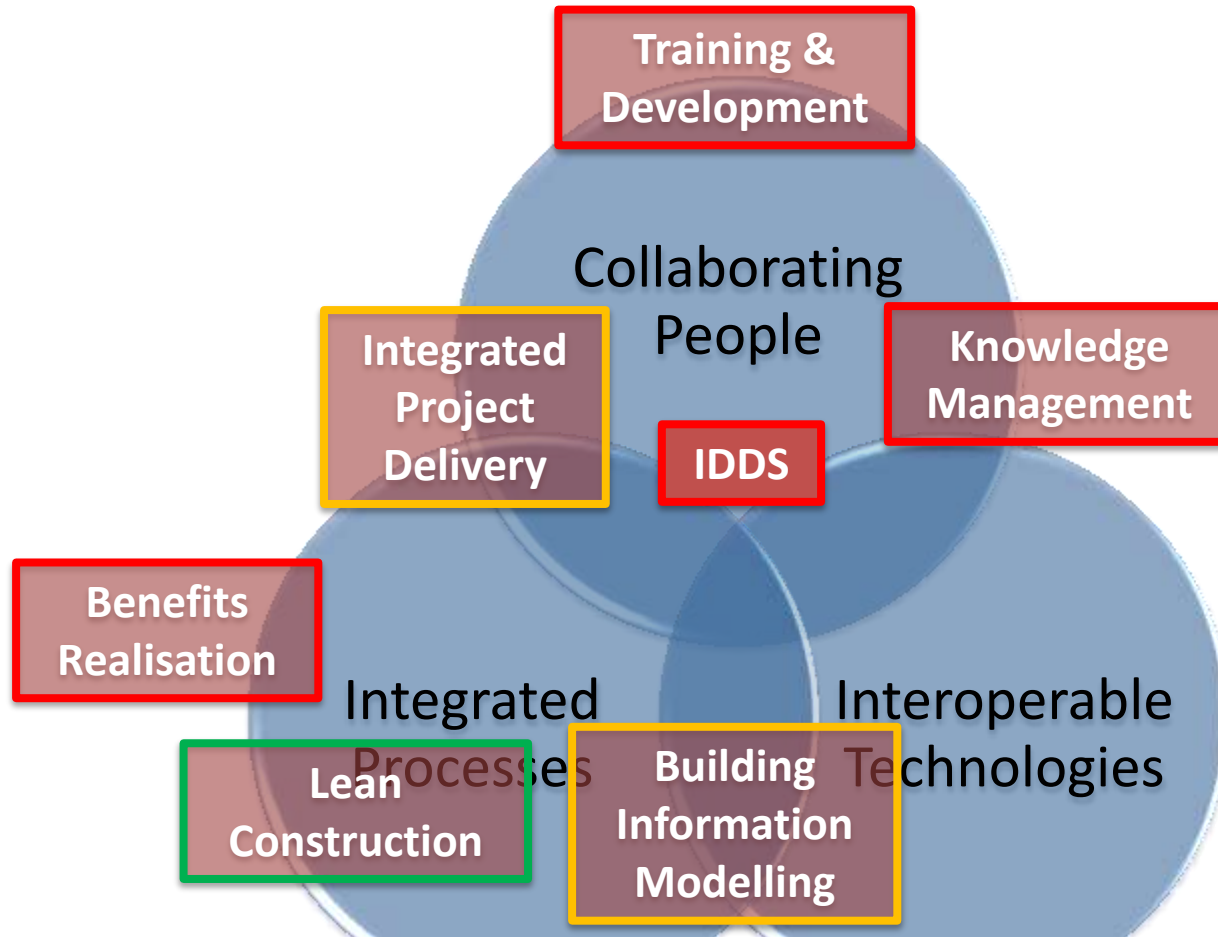 Training &
Development
Collaborating
People
Integrated
Project
Delivery
Knowledge
Management
IDDS
Benefits
Realisation
Integrated
Processes
Interoperable
Technologies
Lean
Construction
Building
Information
Modelling